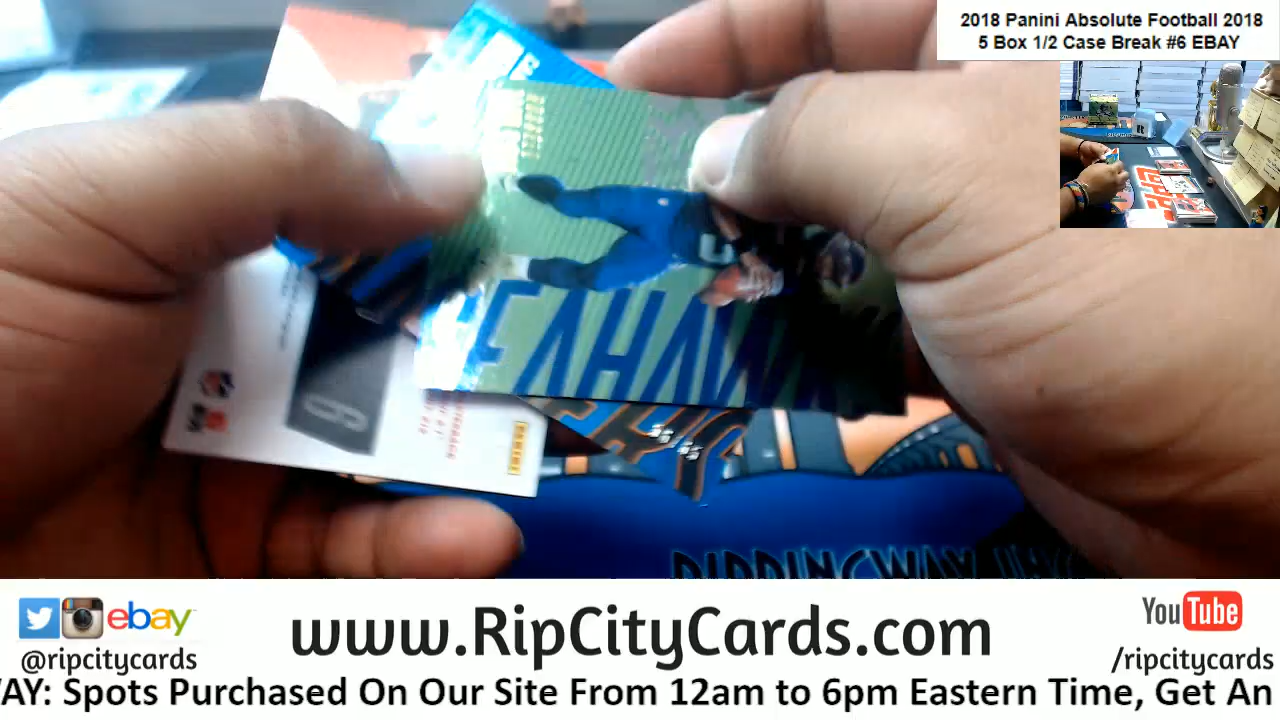 2018 Panini Absolute Football 2018
5 Box 1/2 Case Break #6 EBAY
EAHAW
PANINI
ebay
@ripcitycards
www.RipCityCards.com
YouTube
/ripcitycards
AY: Spots Purchased On Our Site From 12am to 6pm Eastern Time, Get An